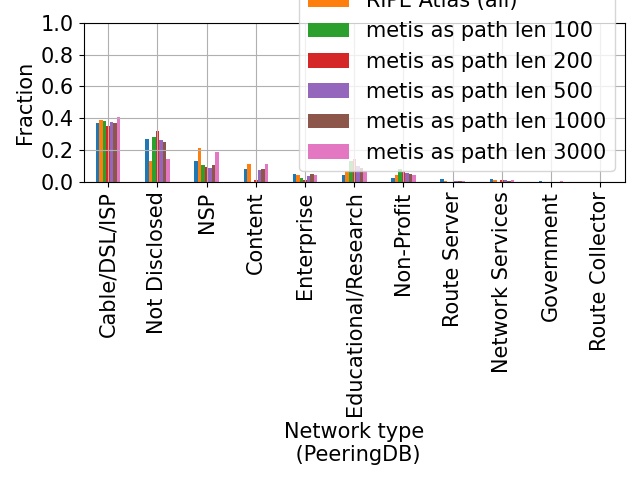 RIPE Atlas (all)
metis as path len 100
metis as path len 200
metis as path len 500
metis as path len 1000
metis as path len 3000
Fraction
1.0
0.8
0.6
0.4
0.2
0.0
Cable/DSL/ISP
Not Disclosed
NSP
Content
Enterprise
Educational/Research
Non-Profit
Route Server
Network Services
Government
Route Collector
Network type
(PeeringDB)